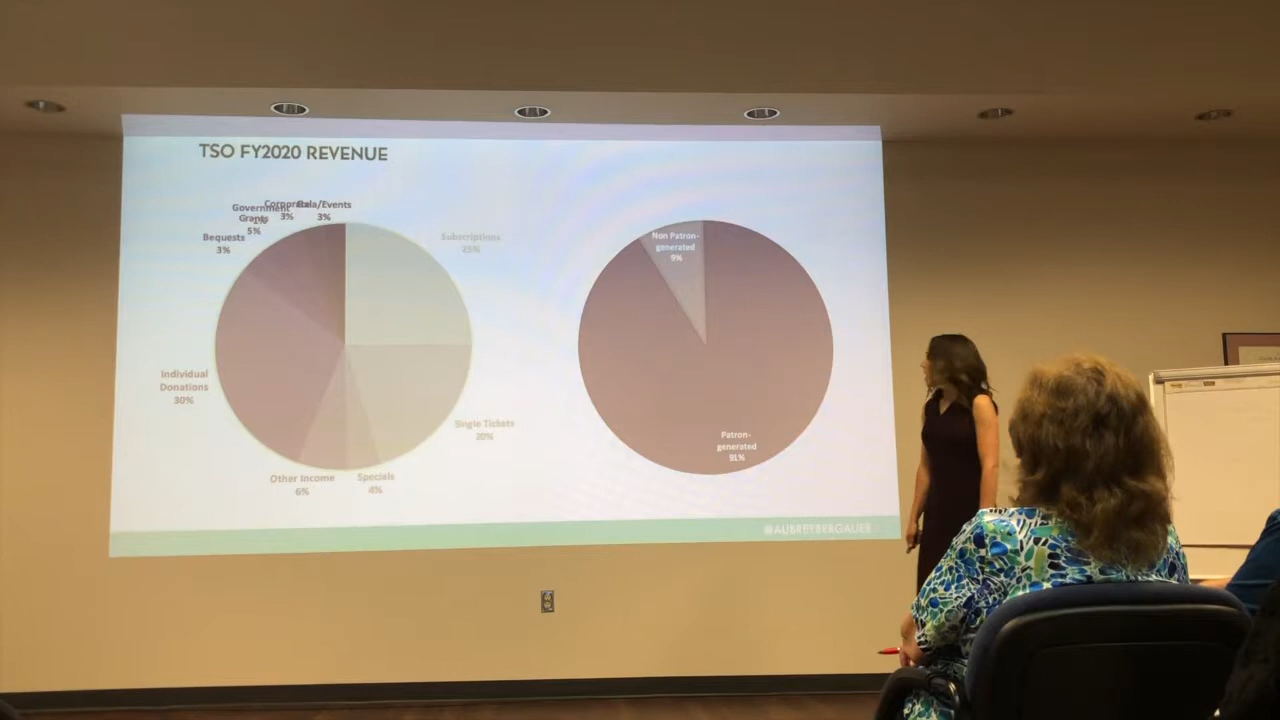 TSO FY2020 REVENUE
Gala/Events
3%
Corporate
3%
Government
Grants
5%
Bequests
3%
Individual
Donations
30%
Other Income
6%
Specials
4%
Single Tickets
20%
Subscriptions
25%
Non Patron-
generated
9%
Patron-
generated
91%
@AUBREYBERGAUER